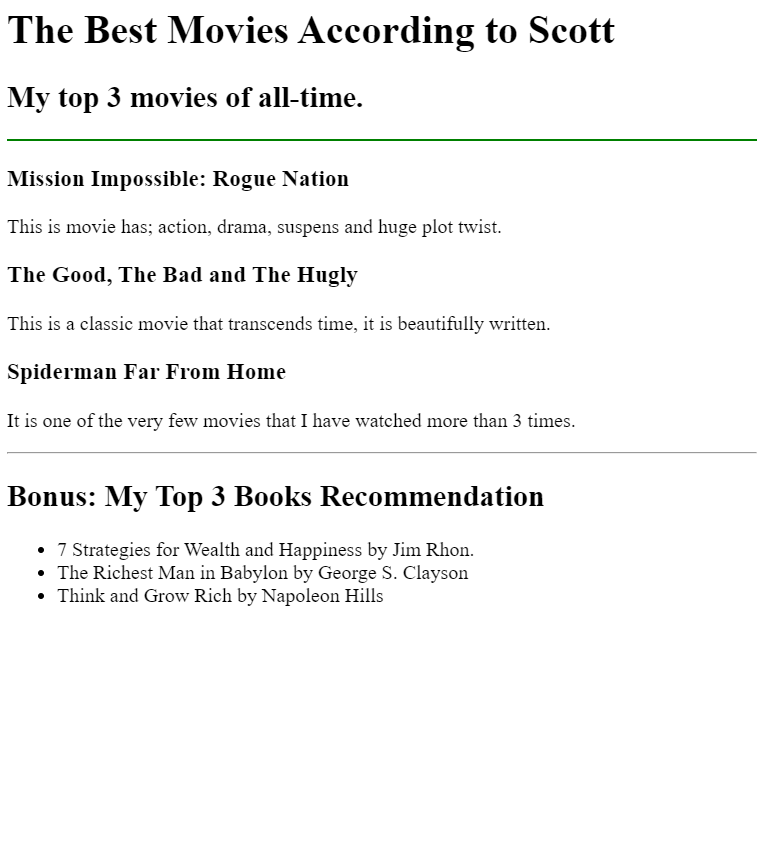 The Best Movies According to Scott
My top 3 movies of all-time.
Mission Impossible: Rogue Nation
This is movie has; action, drama, suspens and huge plot twist.
The Good, The Bad and The Hugly
This is a classic movie that transcends time, it is beautifully written.
Spiderman Far From Home
It is one of the very few movies that I have watched more than 3 times.
Bonus: My Top 3 Books Recommendation
• 7 Strategies for Wealth and Happiness by Jim Rhon.
• The Richest Man in Babylon by George S. Clayson
• Think and Grow Rich by Napoleon Hills